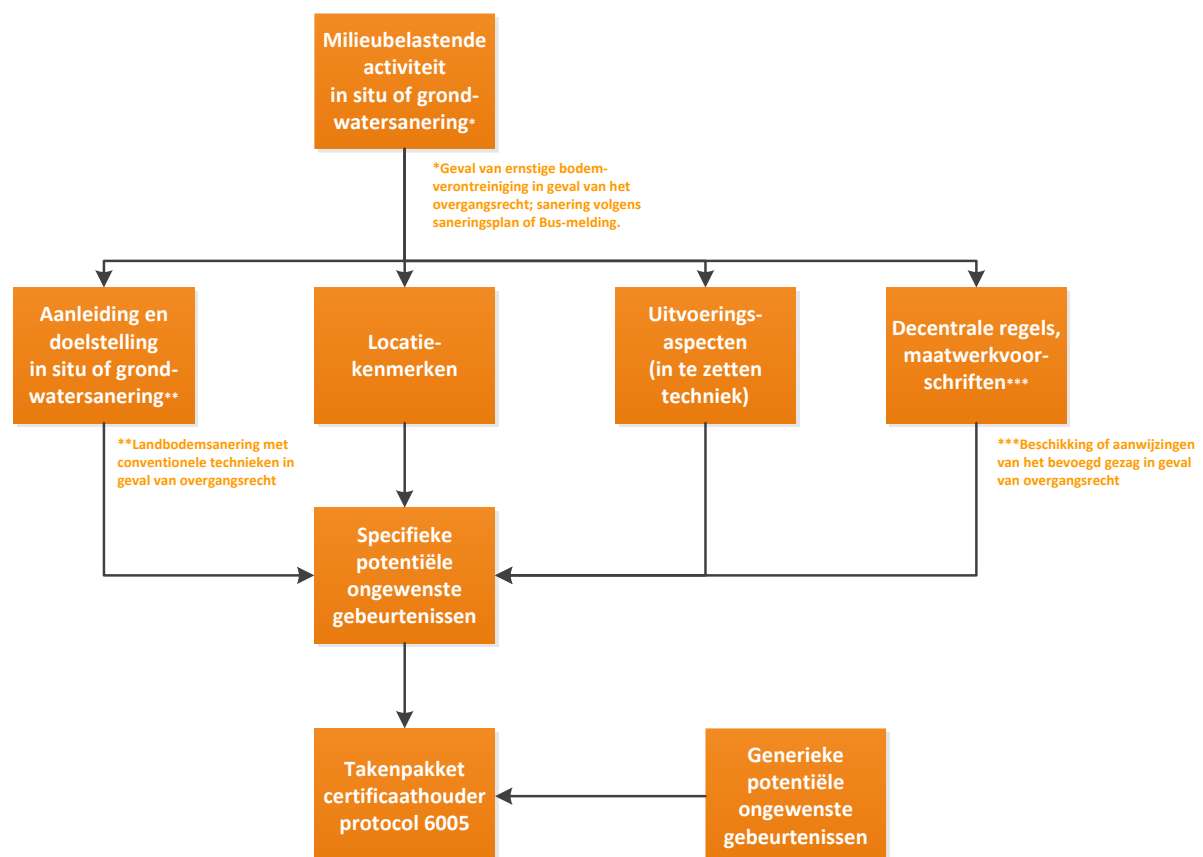 Milieubelastende
activiteit
in situ of grond-
watersanering*
*Geval van ernstige bodem-
verontreiniging in geval van het
overgangsrecht; sanering volgens
saneringsplan of Bus-melding.
Aanleiding en
doelstelling
in situ of grond-
watersanering**
Locatie-
kenmerken
Uitvoerings-
aspecten
(in te zetten
techniek)
Decentrale regels,
maatwerkvoor-
schriften***
**Landbodemsanering met
conventionele technieken in
geval van overgangsrecht
***Beschikking of aanwijzingen
van het bevoegd gezag in geval
van overgangsrecht
Specifieke
potentiële
ongewenste
gebeurtenissen
Takenpakket
certificaathouder
protocol 6005
Generieke
potentiële
ongewenste
gebeurtenissen